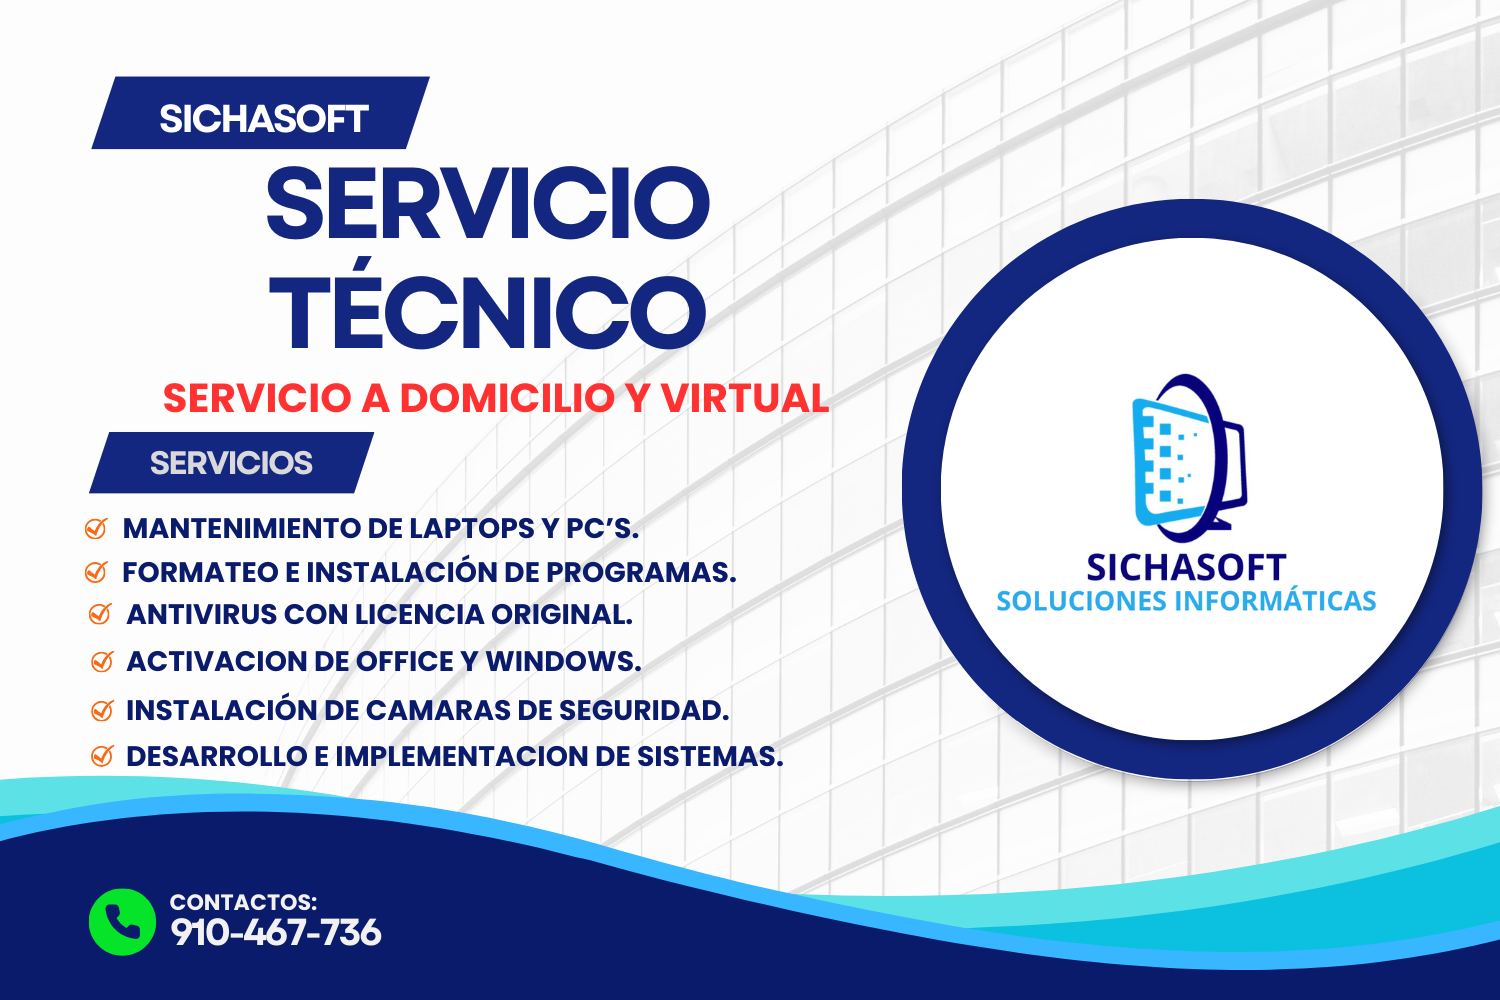 SICHASOFT
SERVICIO
TÉCNICO
SERVICIO A DOMICILIO Y VIRTUAL
SERVICIOS
MANTENIMIENTO DE LAPTOPS Y PC’S.
FORMATEO E INSTALACIÓN DE PROGRAMAS.
ANTIVIRUS CON LICENCIA ORIGINAL.
ACTIVACION DE OFFICE Y WINDOWS.
INSTALACIÓN DE CAMARAS DE SEGURIDAD.
DESARROLLO E IMPLEMENTACION DE SISTEMAS.
SICHASOFT
SOLUCIONES INFORMÁTICAS
CONTACTOS:
910-467-736